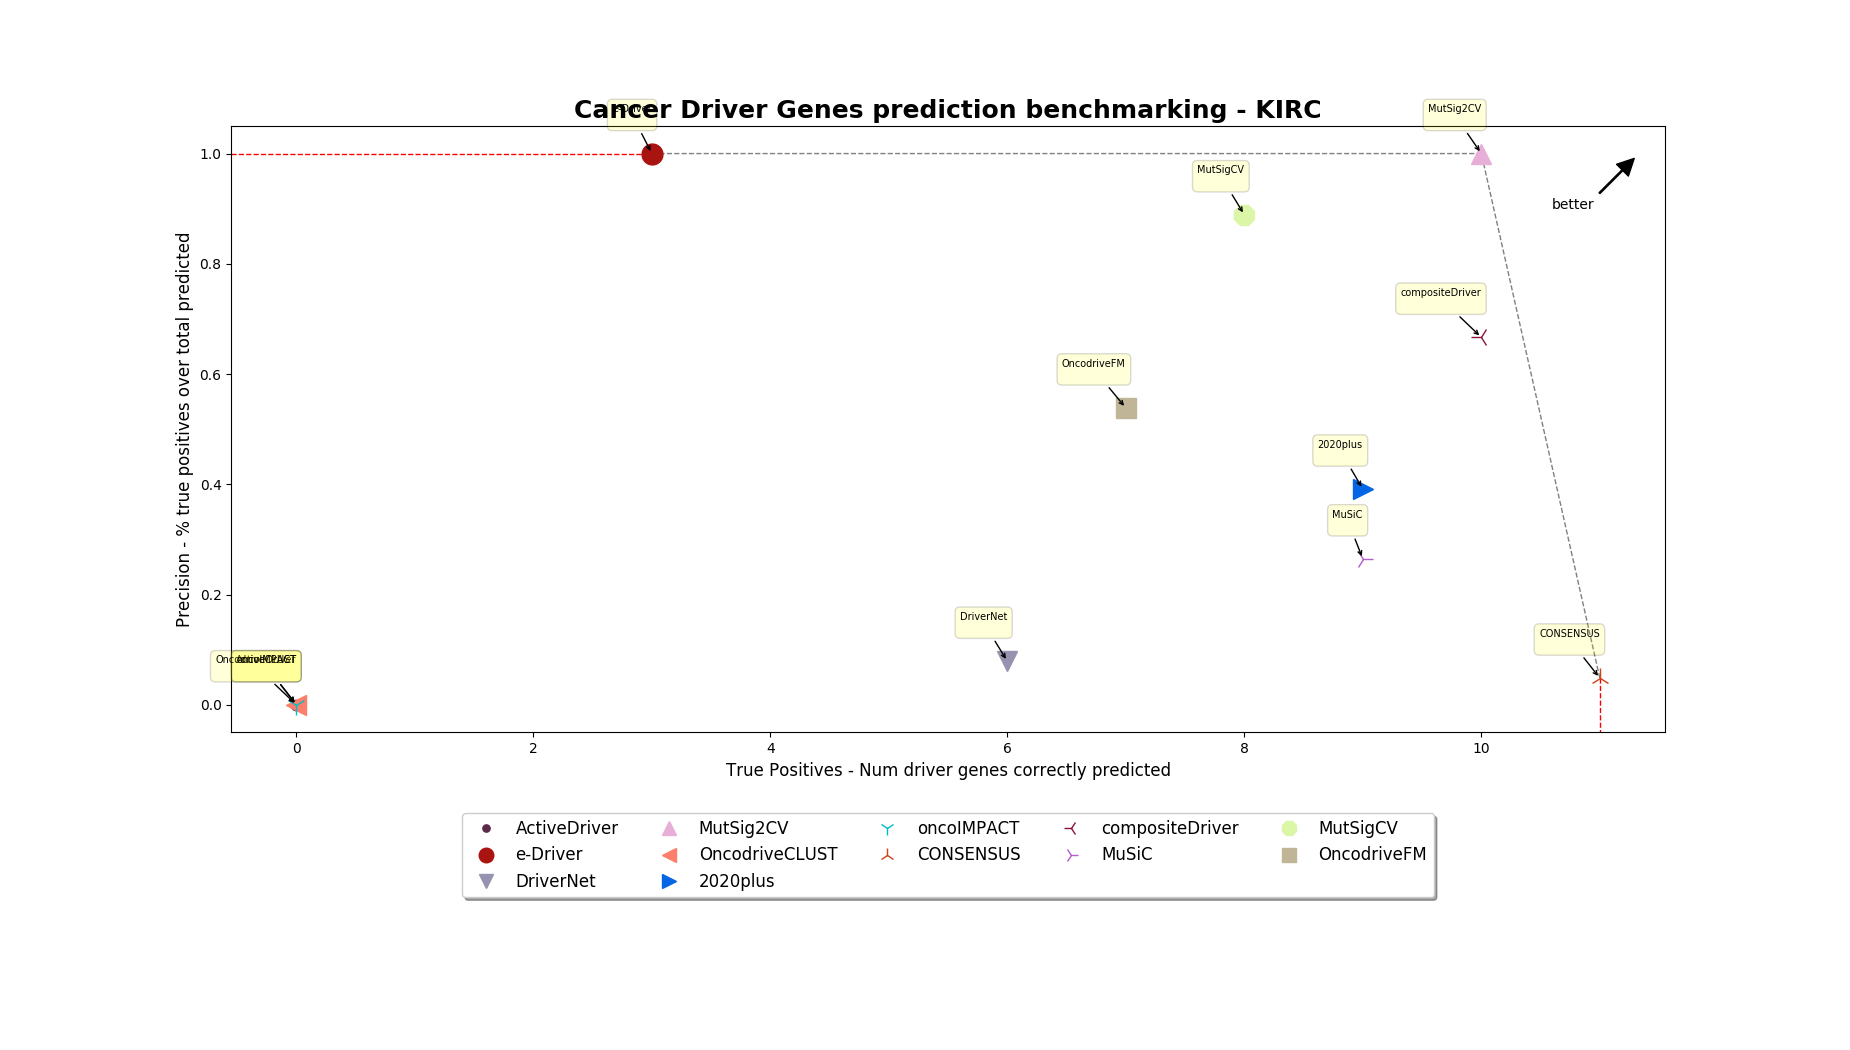 Cancer Driver Genes prediction benchmarking - KIRC
MutSig2CV
1.0
MutSigCV
better
0.8
compositeDriver
0.6
OncodriveFM
2020plus
0.4
MuSiC
0.2
DriverNet
CONSENSUS
0.0
Precision - % true positives over total predicted
0 2 4 6 8 10
True Positives - Num driver genes correctly predicted
ActiveDriver MutSig2CV oncoIMPACT compositeDriver MutSigCV
e-Driver OncodriveCLUST CONSENSUS MuSiC OncodriveFM
DriverNet 2020plus